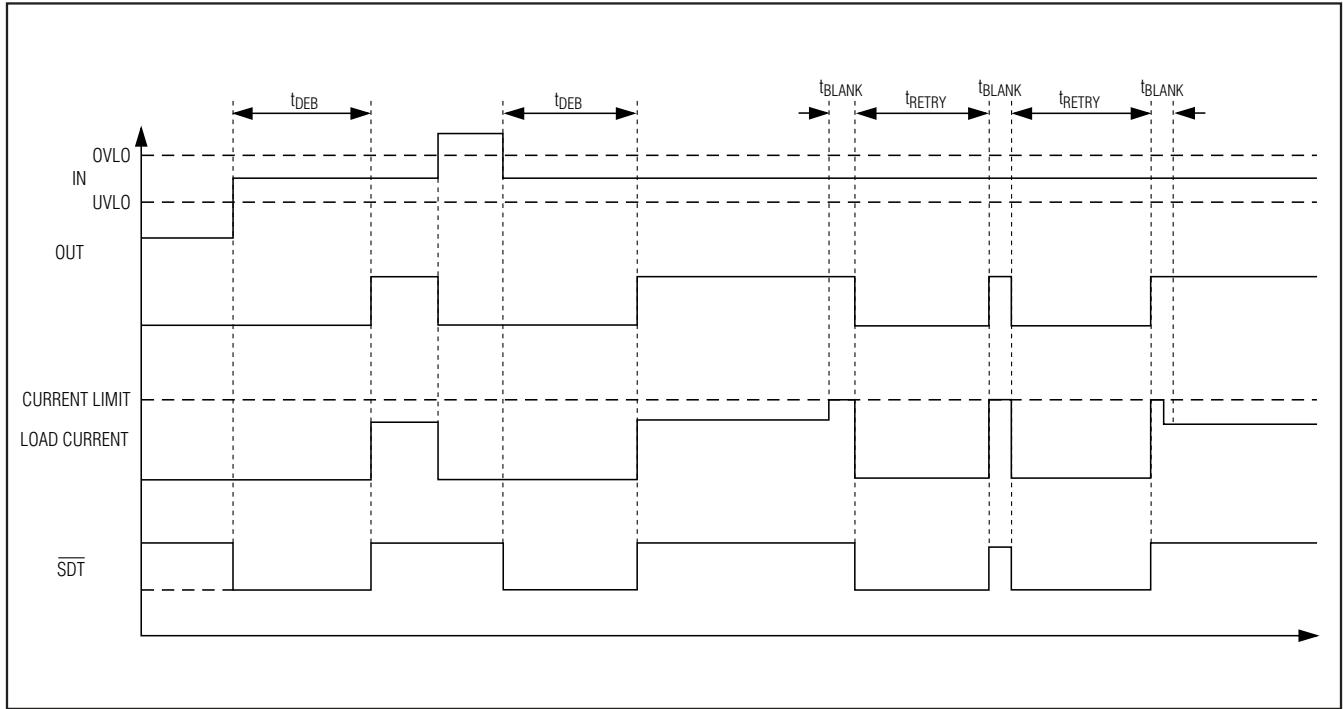 tBLANK tBLANK tBLANK
tDEB tDEB tRETRY tRETRY
OVLO
IN
UVLO
OUT
CURRENT LIMIT
LOAD CURRENT
SDT